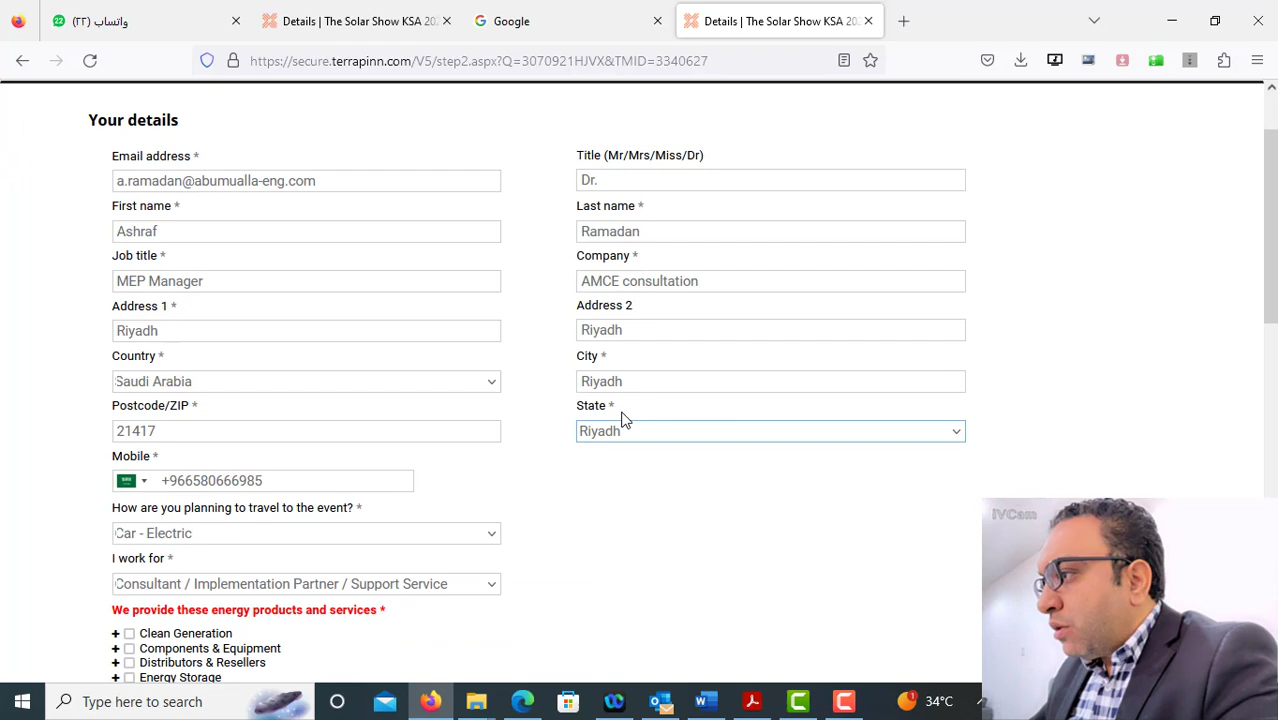 واتساب (٢٢)
Details | The Solar Show KSA 202
Google
Details | The Solar Show KSA 202
https://secure.terrapinn.com/V5/step2.aspx?Q=3070921HJVX&TMID=3340627
Your details
Email address *
a.ramadan@abumualla-eng.com
Title (Mr/Mrs/Miss/Dr)
Dr.
First name *
Ashraf
Last name *
Ramadan
Job title *
MEP Manager
Company *
AMCE consultation
Address 1 *
Riyadh
Address 2
Riyadh
Country *
Saudi Arabia
City *
Riyadh
Postcode/ZIP *
21417
State *
Riyadh
Mobile *
+966580666985
How are you planning to travel to the event? *
Car - Electric
I work for *
Consultant / Implementation Partner / Support Service
We provide these energy products and services *
Clean Generation
Components & Equipment
Distributors & Resellers
Energy Storage
iVCam
Type here to search
1
34°C